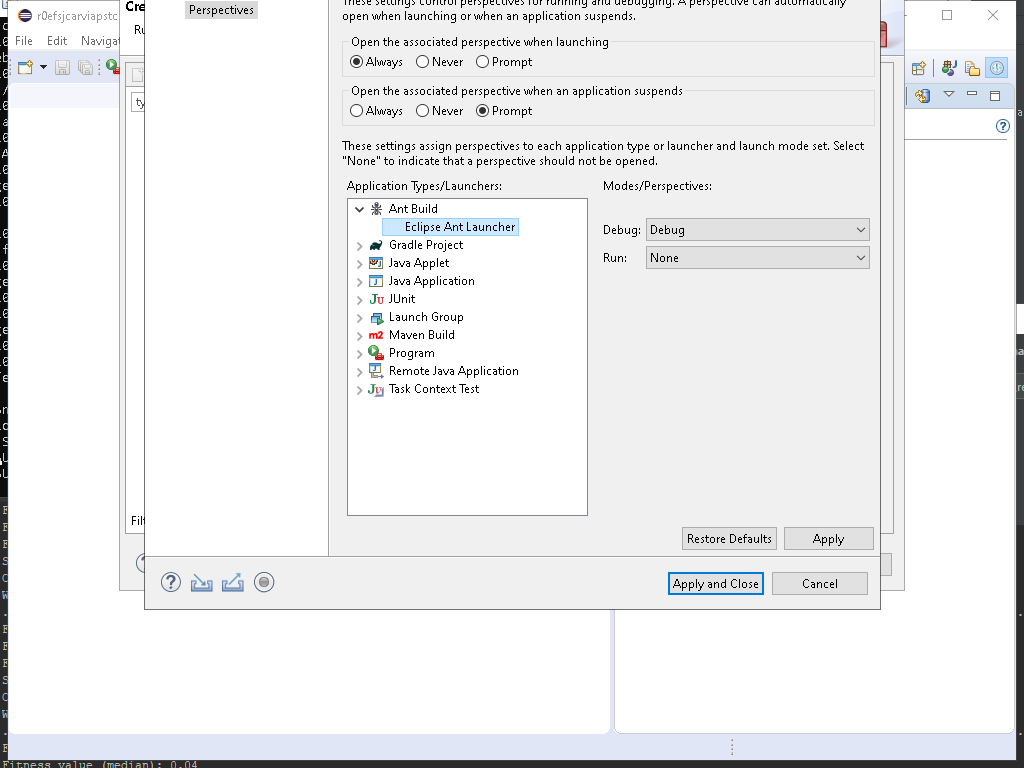 r0efsjcarviapstc
Cre
Perspectives
These settings control perspectives for running and debugging. A perspective can automatically
open when launching or when an application suspends.
File Edit Navigat
Open the associated perspective when launching
Always Never Prompt
Open the associated perspective when an application suspends
Always Never Prompt
ty
These settings assign perspectives to each application type or launcher and launch mode set. Select
"None" to indicate that a perspective should not be opened.
Application Types/Launchers: Modes/Perspectives:
Ant Build
Eclipse Ant Launcher
Debug: Debug
Gradle Project
Run: None
Java Applet
Java Application
Ju JUnit
Launch Group
m2 Maven Build
Program
Remote Java Application
Task Context Test
Filt
Restore Defaults Apply
Apply and Close Cancel
Fitness value (median): 0.04